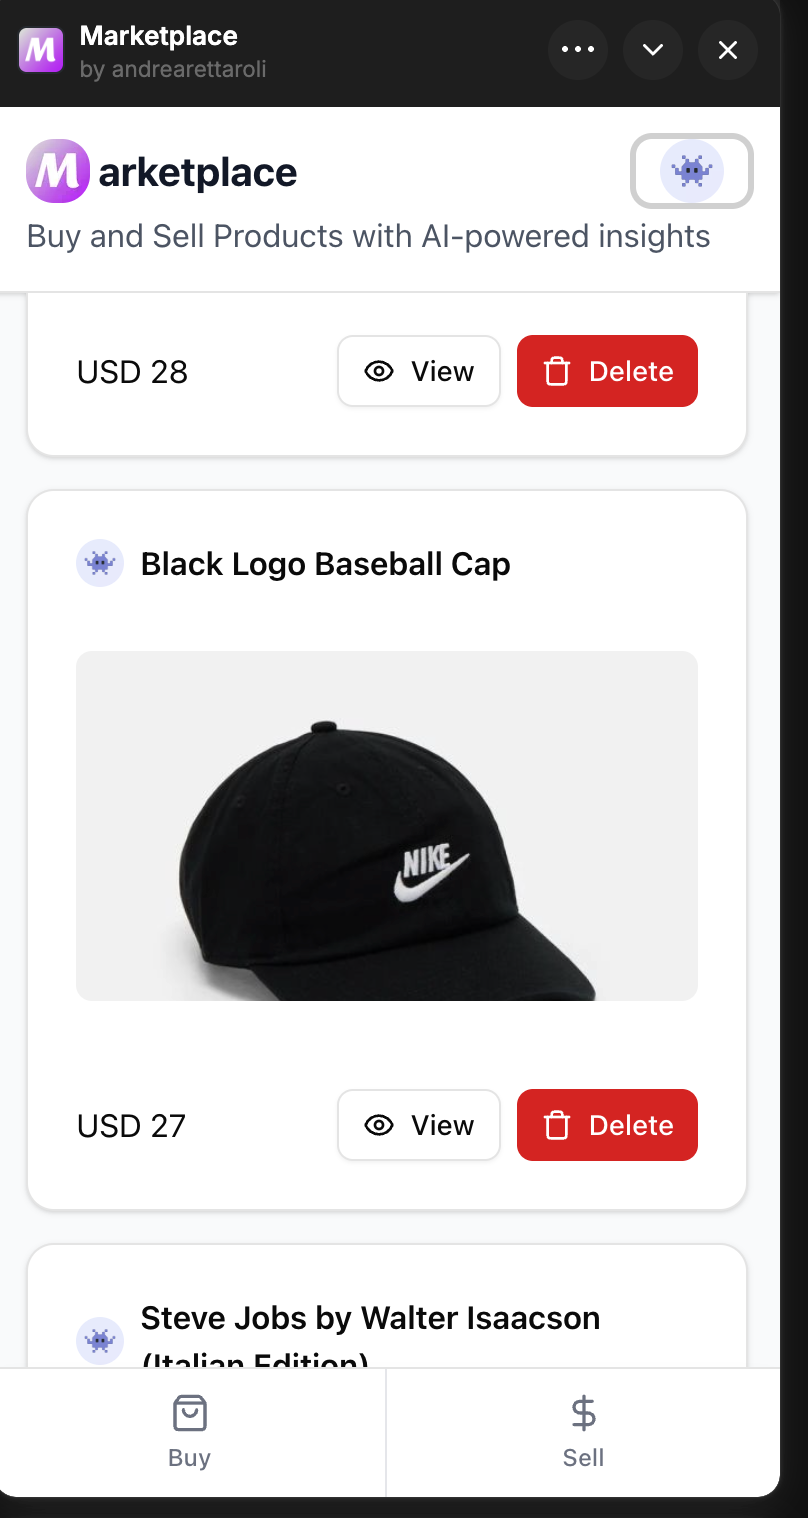 Marketplace
by andrearettaroli
Marketplace
Buy and Sell Products with AI-powered insights
USD 28
View
Delete
Black Logo Baseball Cap
NIKE
USD 27
View
Delete
Steve Jobs by Walter Isaacson
(Italian Edition)
Buy
Sell